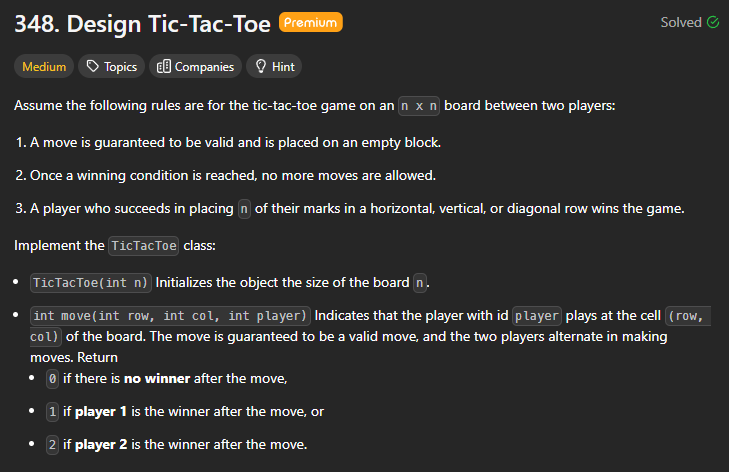 348. Design Tic-Tac-Toe Premium Solved
Medium Topics Companies Hint
Assume the following rules are for the tic-tac-toe game on an n x n board between two players:
1. A move is guaranteed to be valid and is placed on an empty block.
2. Once a winning condition is reached, no more moves are allowed.
3. A player who succeeds in placing n of their marks in a horizontal, vertical, or diagonal row wins the game.
Implement the TicTacToe class:
• TicTacToe(int n) Initializes the object the size of the board n.
• int move(int row, int col, int player) Indicates that the player with id player plays at the cell (row,
col) of the board. The move is guaranteed to be a valid move, and the two players alternate in making
moves. Return
• 0 if there is no winner after the move,
• 1 if player 1 is the winner after the move, or
• 2 if player 2 is the winner after the move.